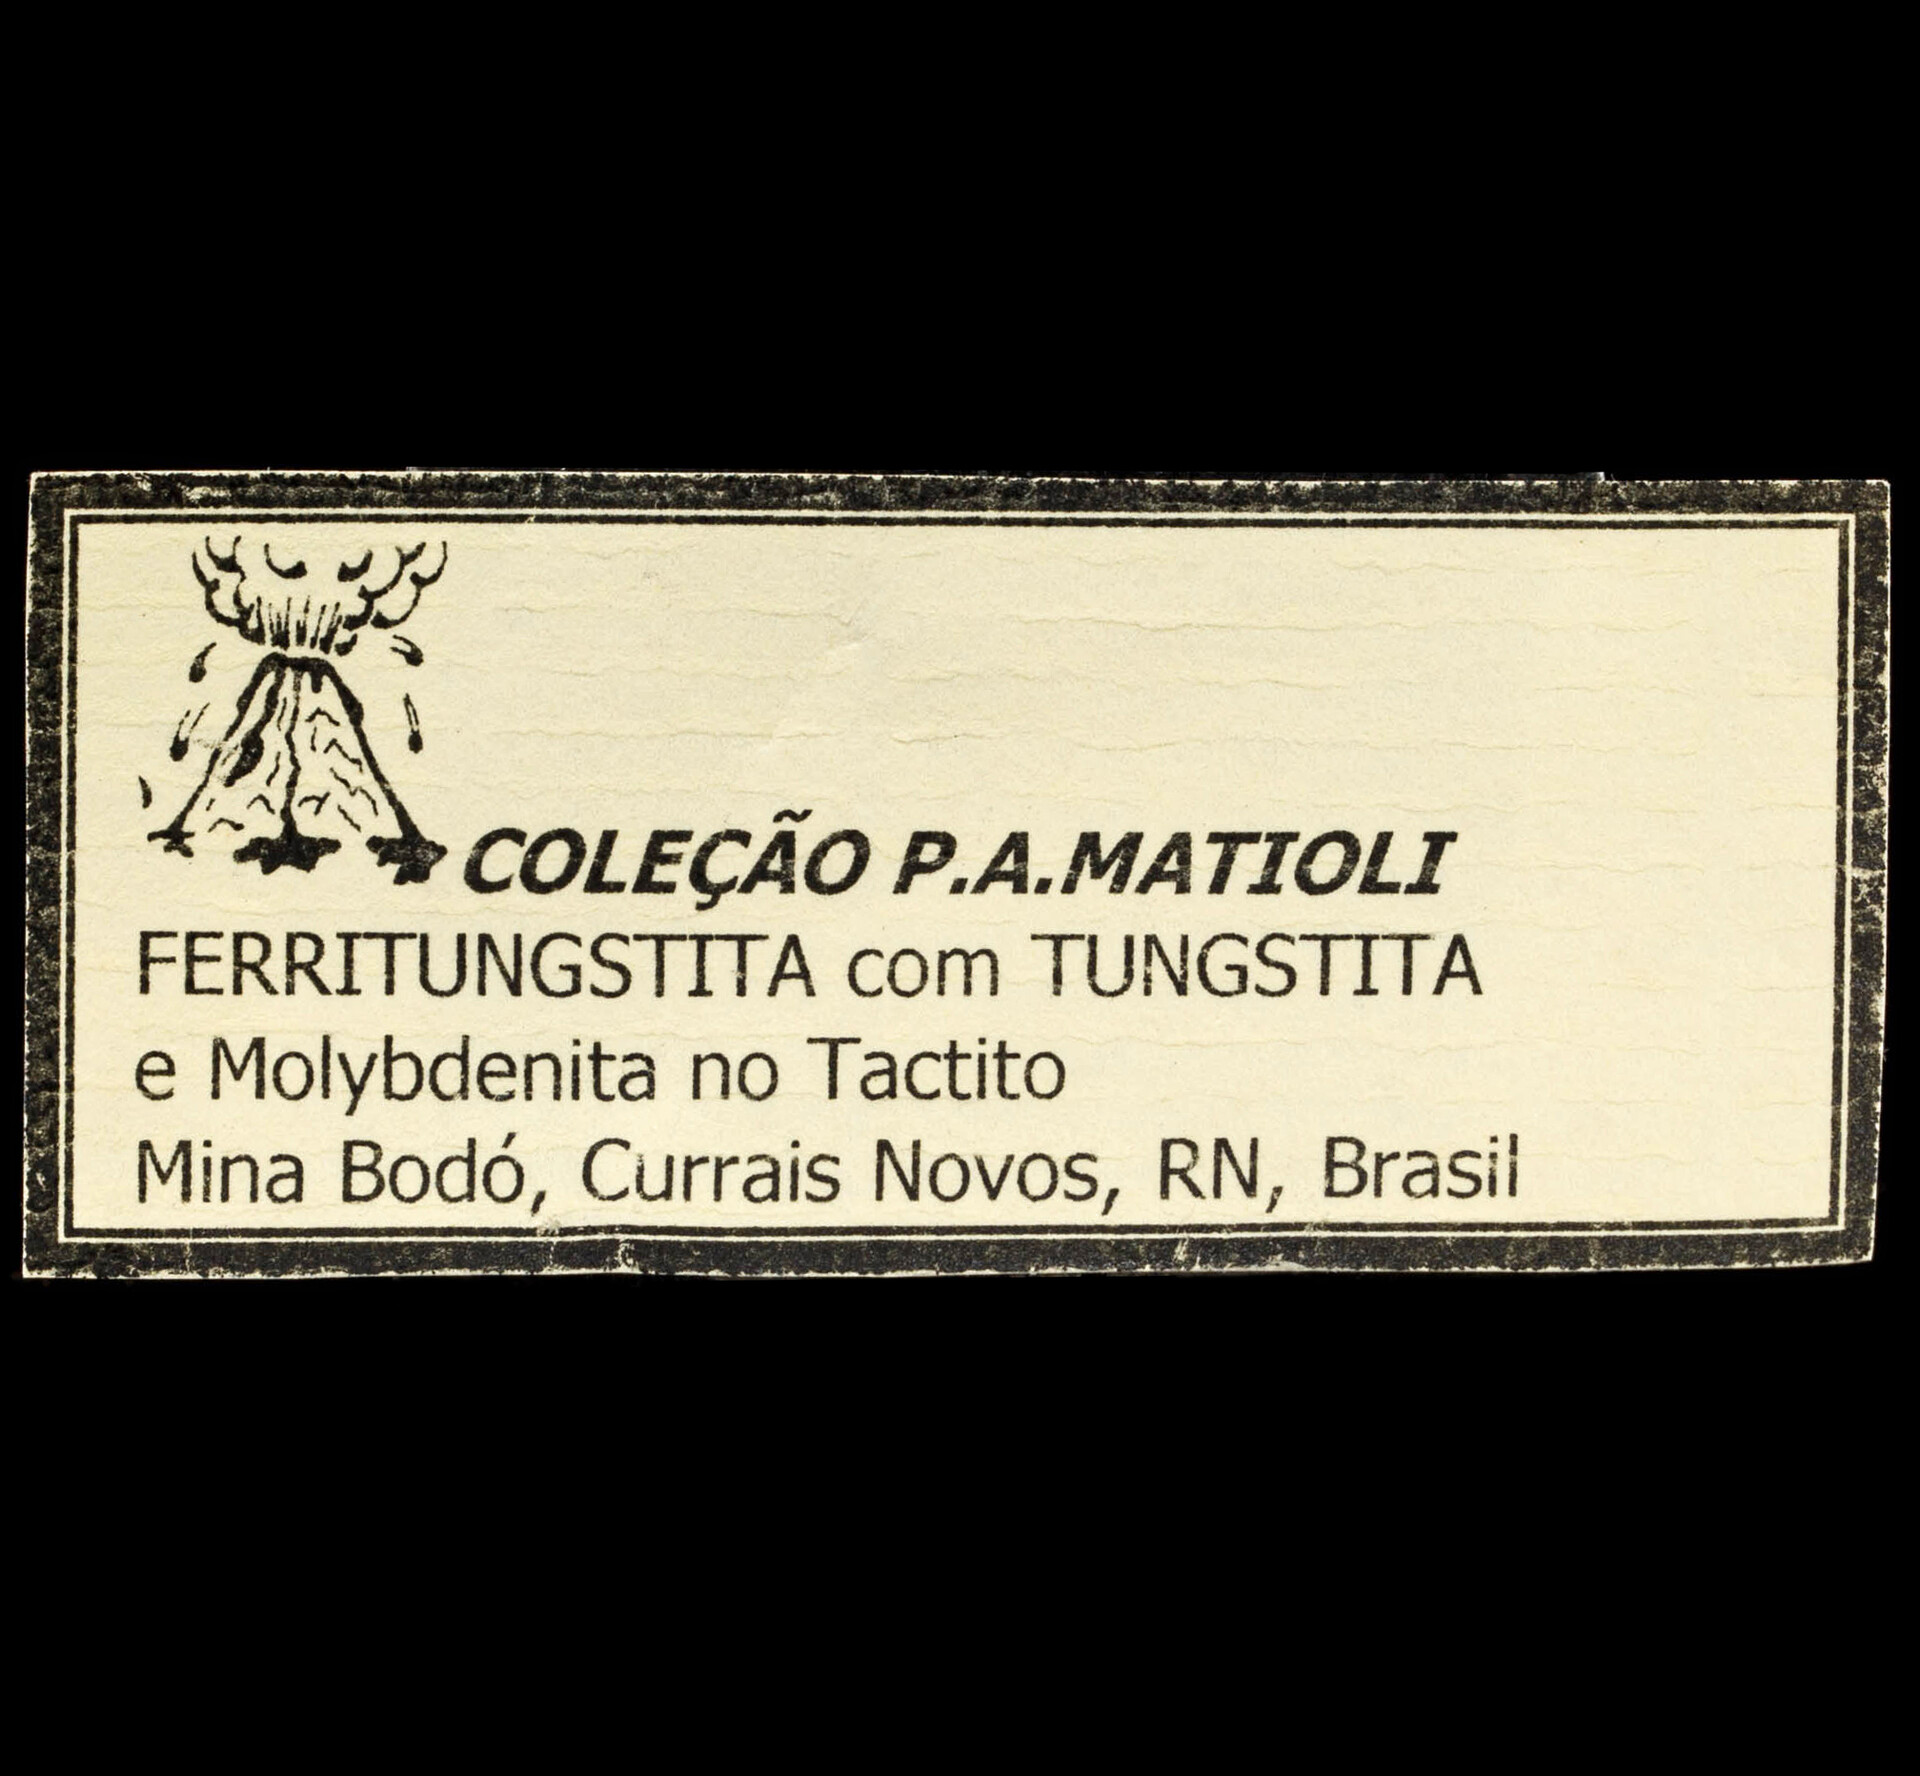 COLEÇÃO P.A.MATIOLI
FERRITUNGSTITA com TUNGSTITA
e Molybdenita no Tactito
Mina Bodó, Currais Novos, RN, Brasil